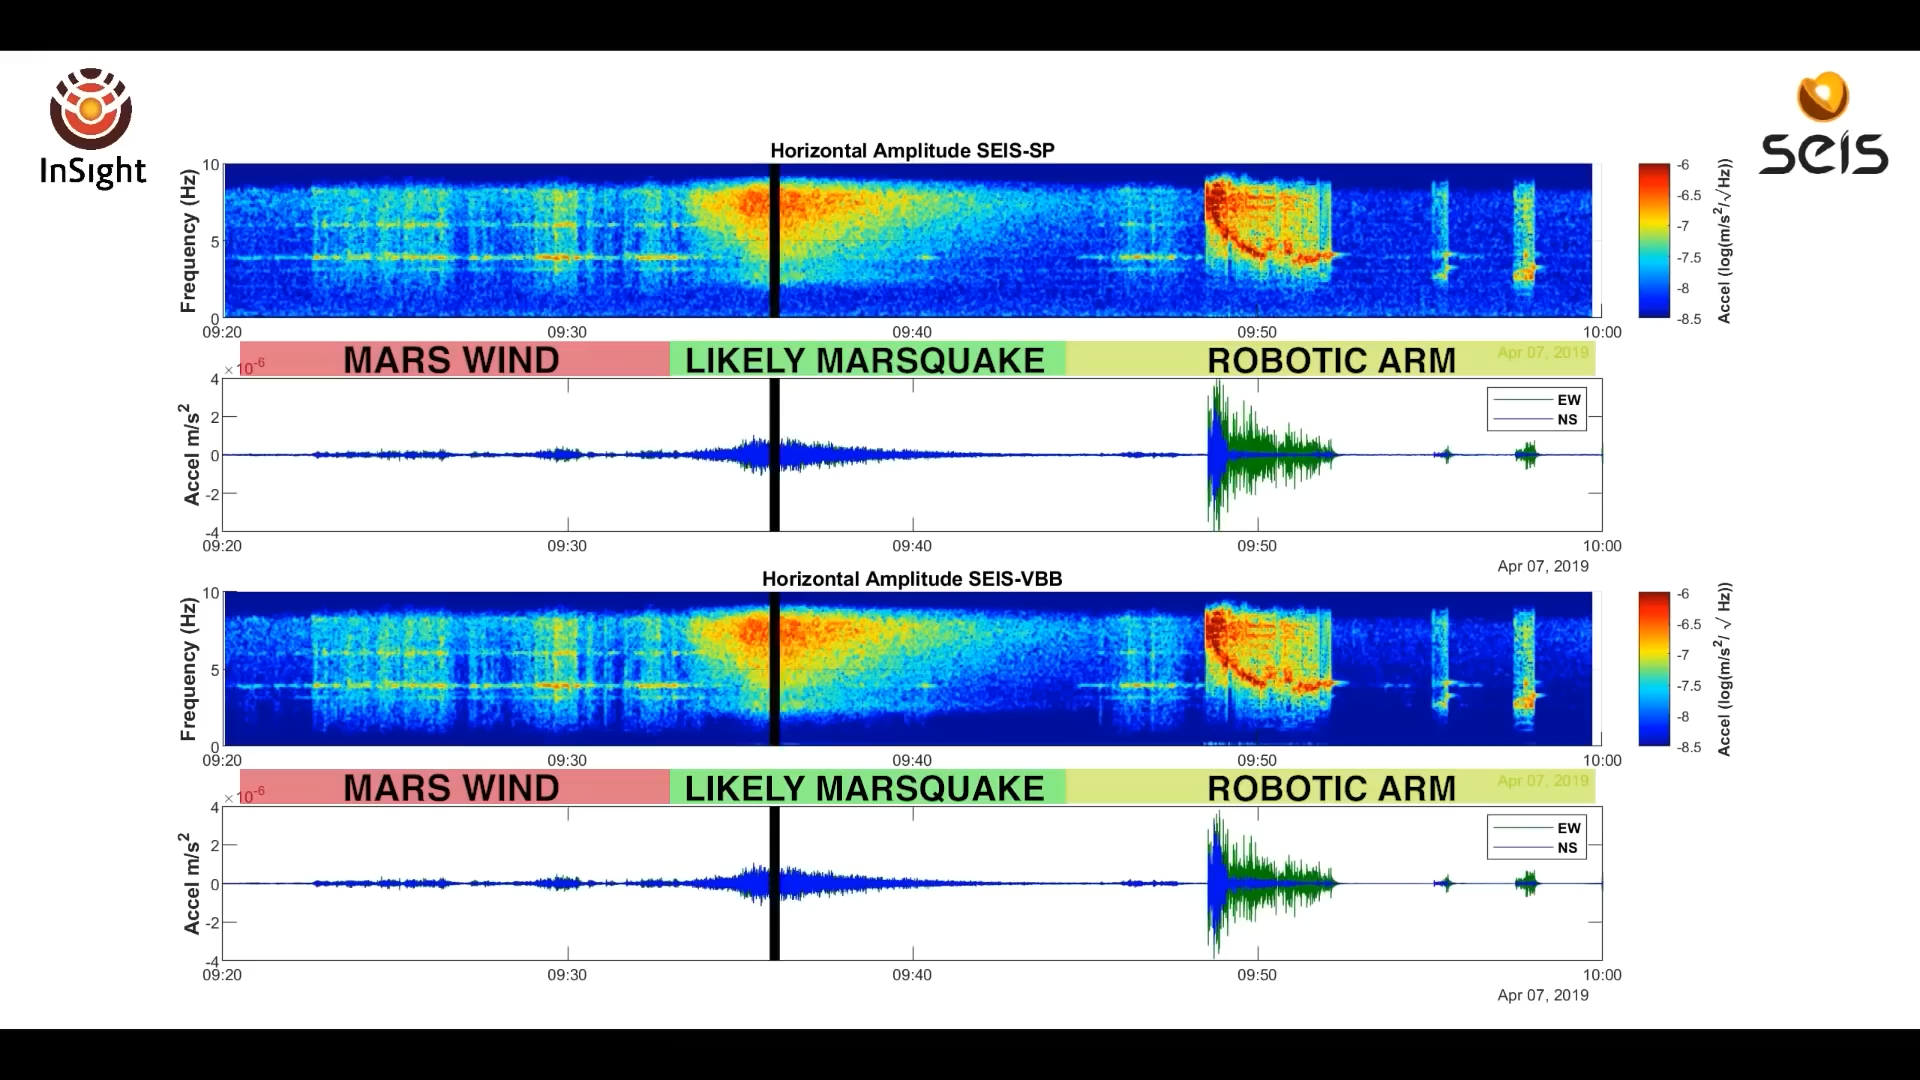 InSight
seis
Horizontal Amplitude SEIS-SP
Frequency (Hz)
10
5
0
09:20 09:30 09:40 09:50 10:00
-6
-6.5
-7
-7.5
-8
-8.5
Accel (log(m/s²/√Hz))
MARS WIND LIKELY MARSQUAKE ROBOTIC ARM
Apr 07, 2019
× 10⁻⁶
Accel m/s²
4
2
0
-2
-4
EW
NS
09:20 09:30 09:40 09:50 10:00
Apr 07, 2019
Horizontal Amplitude SEIS-VBB
Frequency (Hz)
10
5
0
09:20 09:30 09:40 09:50 10:00
-6
-6.5
-7
-7.5
-8
-8.5
Accel (log(m/s²/√ Hz))
MARS WIND LIKELY MARSQUAKE ROBOTIC ARM
Apr 07, 2019
× 10⁻⁶
Accel m/s²
4
2
0
-2
-4
EW
NS
09:20 09:30 09:40 09:50 10:00
Apr 07, 2019